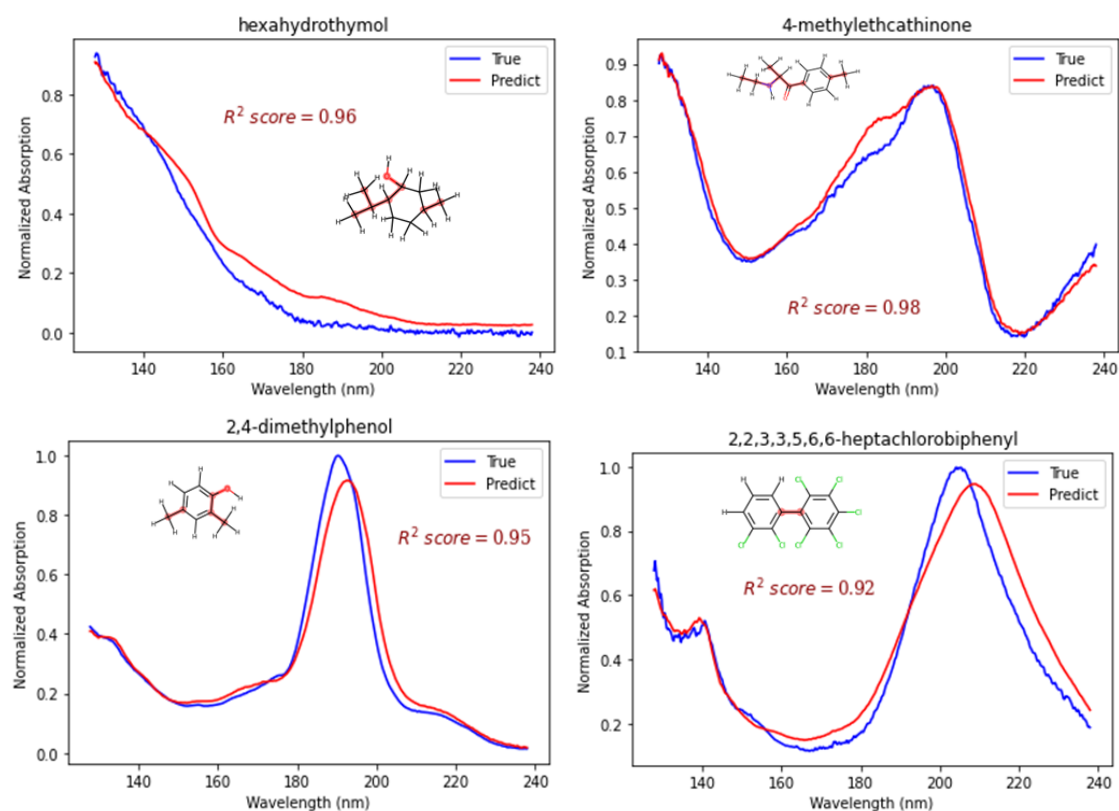 hexahydrothymol
True
Predict
R² score = 0.96
Normalized Absorption
0.8
0.6
0.4
0.2
0.0
140 160 180 200 220 240
Wavelength (nm)
4-methylethcathinone
True
Predict
R² score = 0.98
Normalized Absorption
0.9
0.8
0.7
0.6
0.5
0.4
0.3
0.2
0.1
140 160 180 200 220 240
Wavelength (nm)
2,4-dimethylphenol
True
Predict
R² score = 0.95
Normalized Absorption
1.0
0.8
0.6
0.4
0.2
0.0
140 160 180 200 220 240
Wavelength (nm)
2,2,3,3,5,6,6-heptachlorobiphenyl
True
Predict
Cl Cl
H Cl
Cl Cl Cl
R² score = 0.92
Normalized Absorption
1.0
0.8
0.6
0.4
0.2
140 160 180 200 220 240
Wavelength (nm)